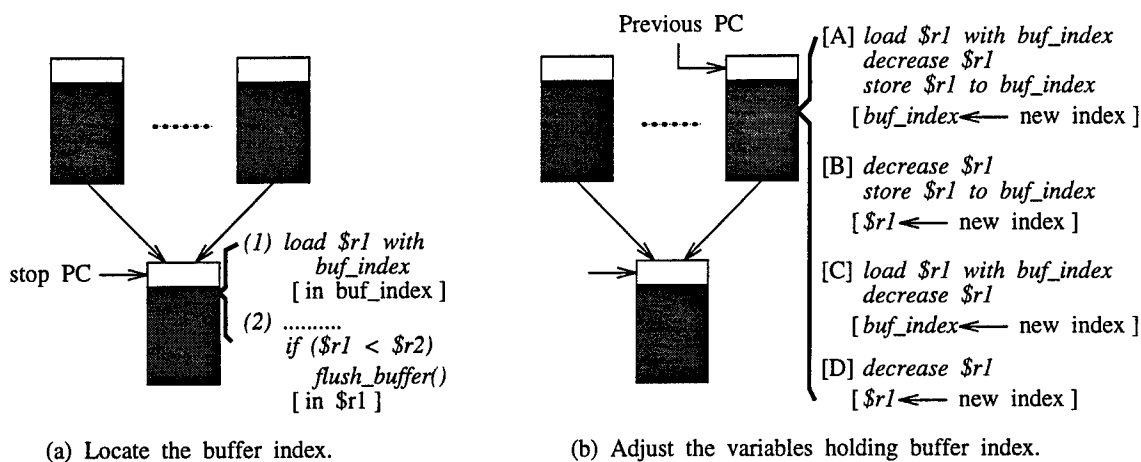 (1) load $r1 with
buf_index
[ in buf_index ]
stop PC
(2) ..........
if ($r1 < $r2)
flush_buffer()
[ in $r1 ]
(a) Locate the buffer index.
Previous PC
[A] load $r1 with buf_index
decrease $r1
store $r1 to buf_index
[ buf_index ← new index ]
[B] decrease $r1
store $r1 to buf_index
[ $r1 ← new index ]
[C] load $r1 with buf_index
decrease $r1
[ buf_index ← new index ]
[D] decrease $r1
[ $r1 ← new index ]
(b) Adjust the variables holding buffer index.